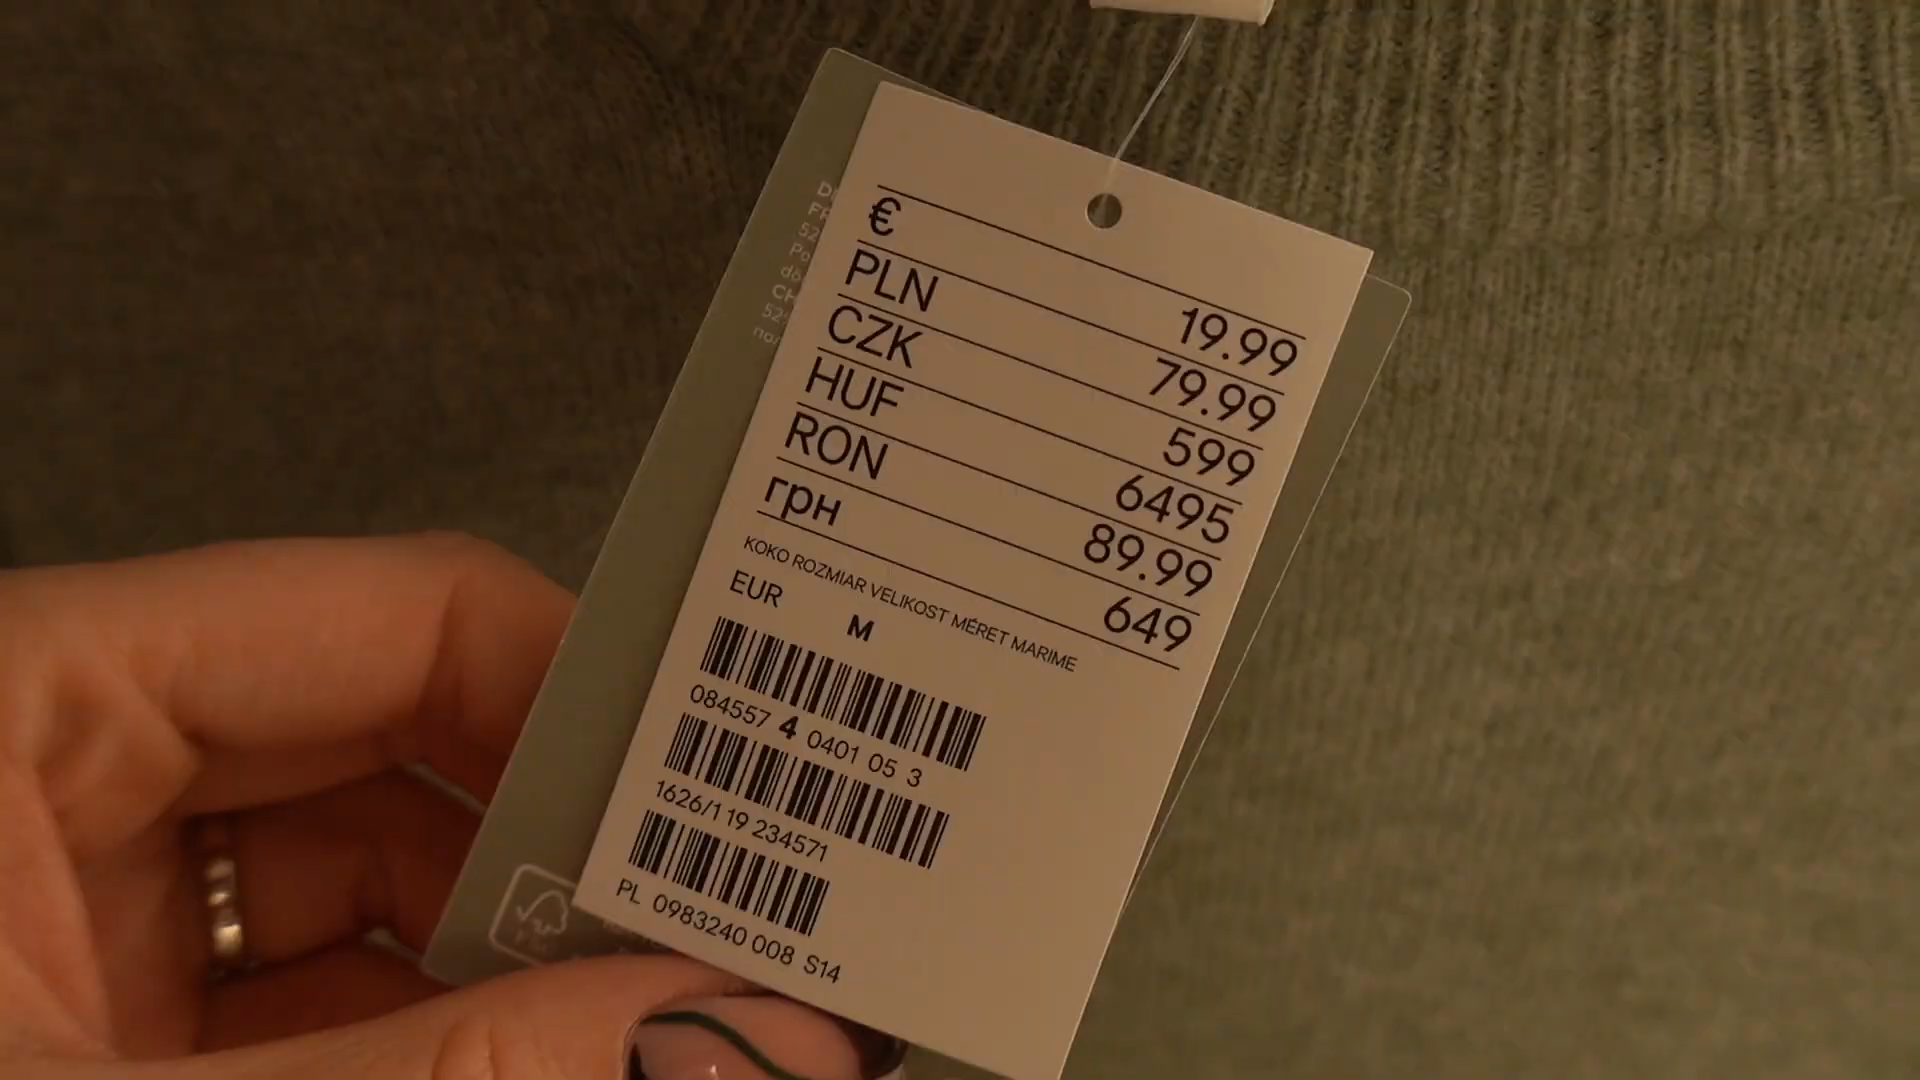 € 19.99
PLN 79.99
CZK 599
HUF 6495
RON 89.99
грн 649
KOKO ROZMIAR VELIKOST MÉRET MARIME
EUR M
084557 4 0401 05 3
1626/1 19 234571
PL 0983240 008 S14